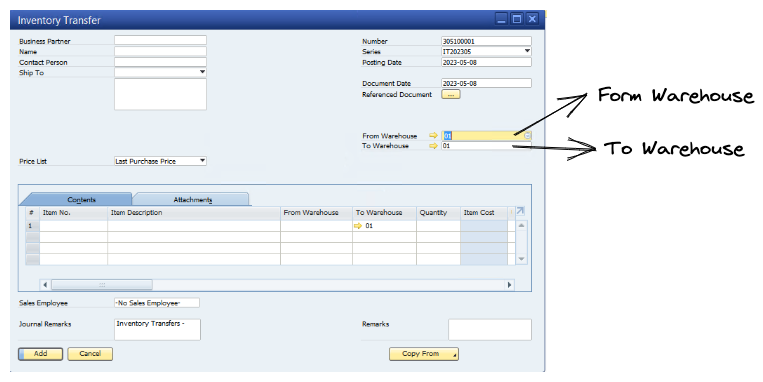 Inventory Transfer
Business Partner
Name
Contact Person
Ship To
Number 305100001
Series IT202305
Posting Date 2023-05-08
Document Date 2023-05-08
Referenced Document ...
From Warehouse 01
To Warehouse 01
Form Warehouse
To Warehouse
Price List Last Purchase Price
Contents Attachments
# Item No. Item Description From Warehouse To Warehouse Quantity Item Cost
1 01
Sales Employee -No Sales Employee-
Journal Remarks Inventory Transfers -
Remarks
Add Cancel Copy From